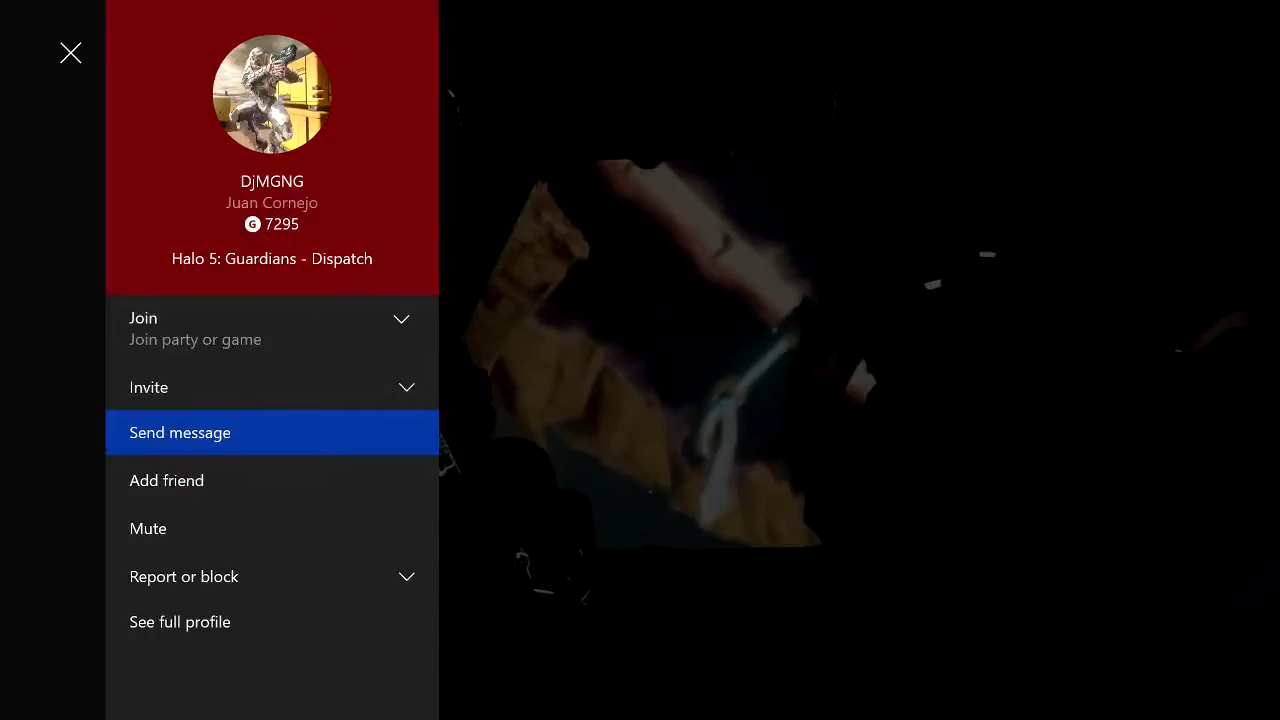 DjMGNG
Juan Cornejo
G 7295
Halo 5: Guardians - Dispatch
Join
Join party or game
Invite
Send message
Add friend
Mute
Report or block
See full profile